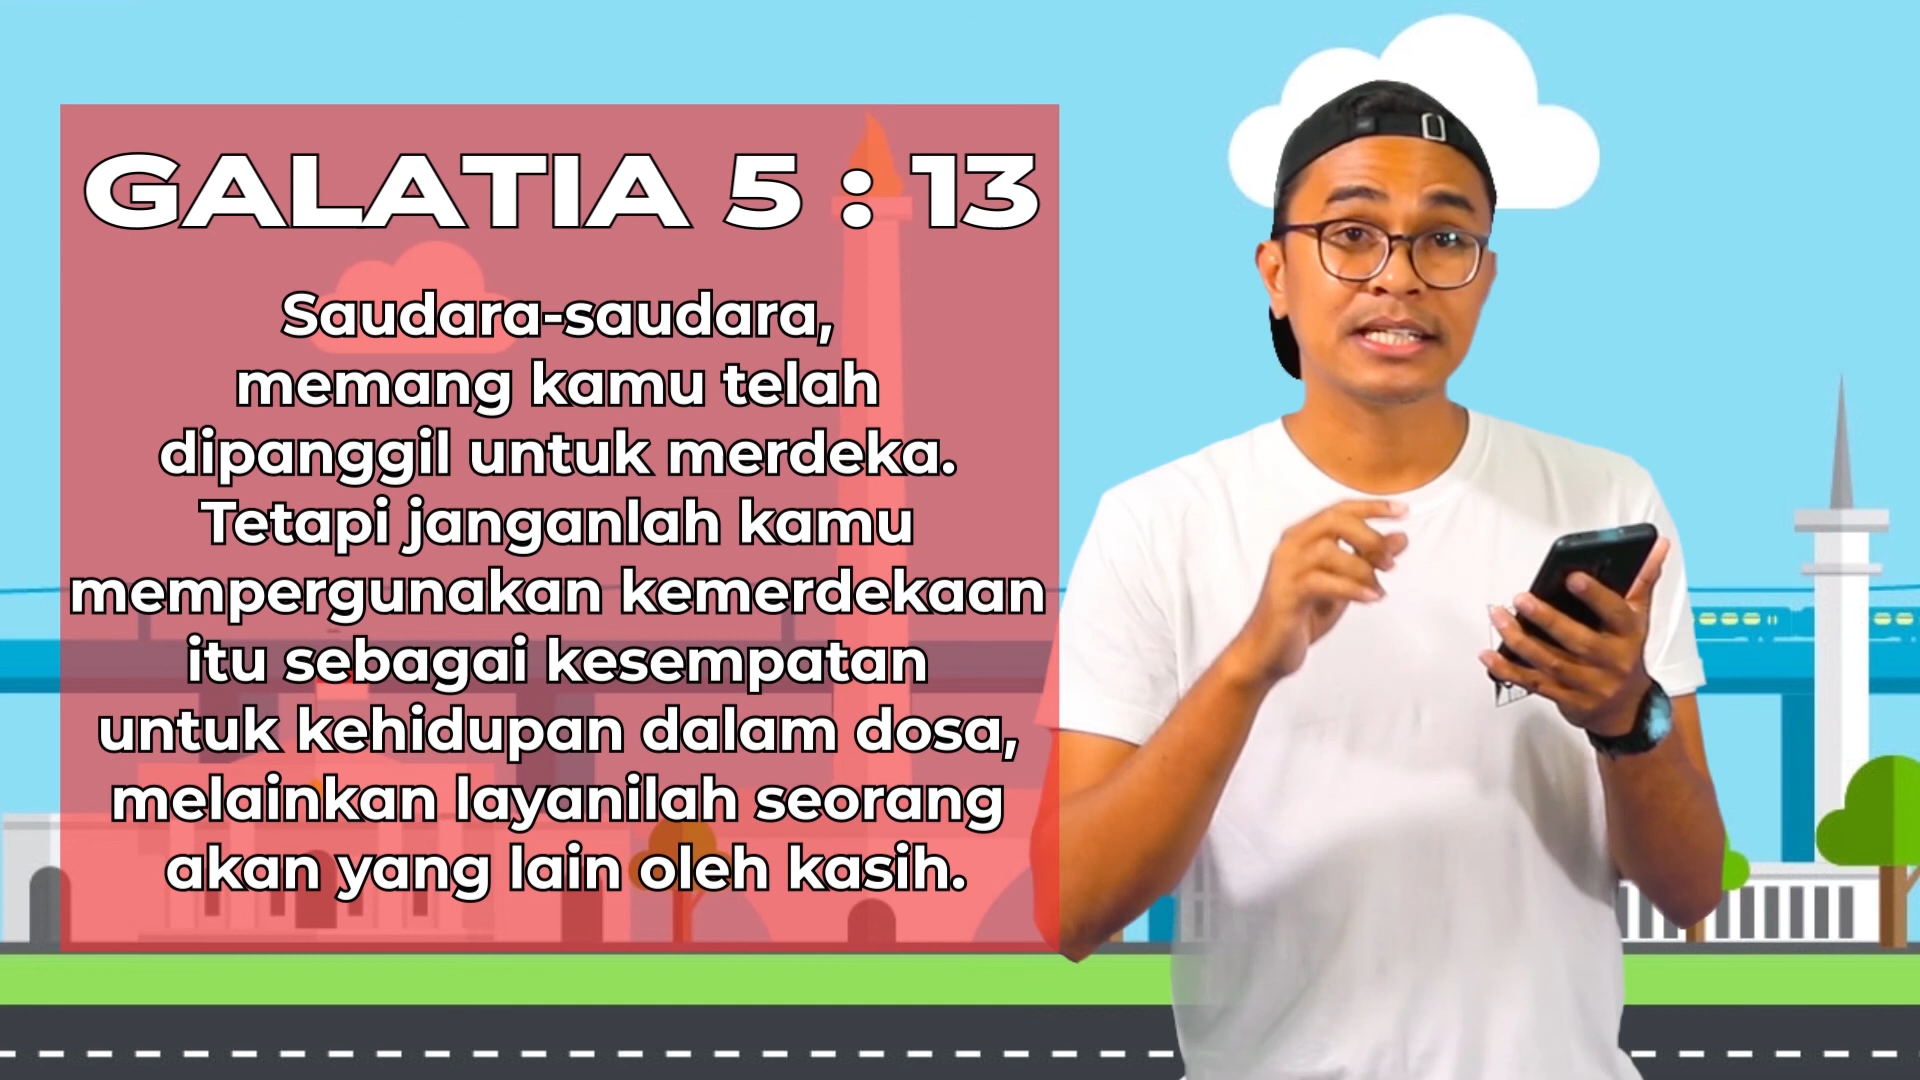 GALATIA 5 : 13
Saudara-saudara,
memang kamu telah
dipanggil untuk merdeka.
Tetapi janganlah kamu
mempergunakan kemerdekaan
itu sebagai kesempatan
untuk kehidupan dalam dosa,
melainkan layanilah seorang
akan yang lain oleh kasih.